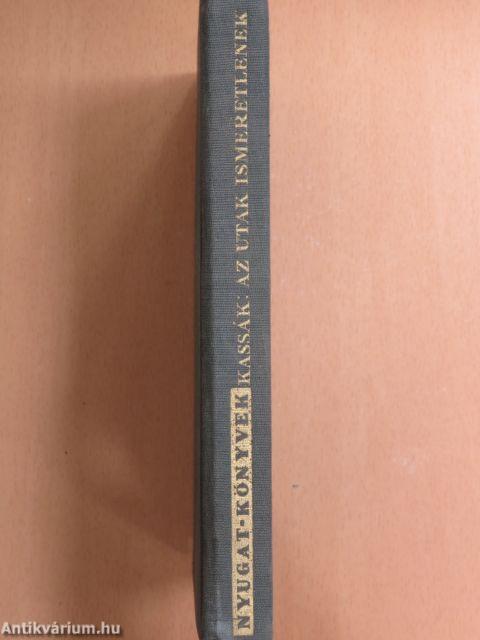 NYUGAT-KÖNYVEK KASSÁK: AZ UTAK ISMERETLENEK
Antikvárium.hu